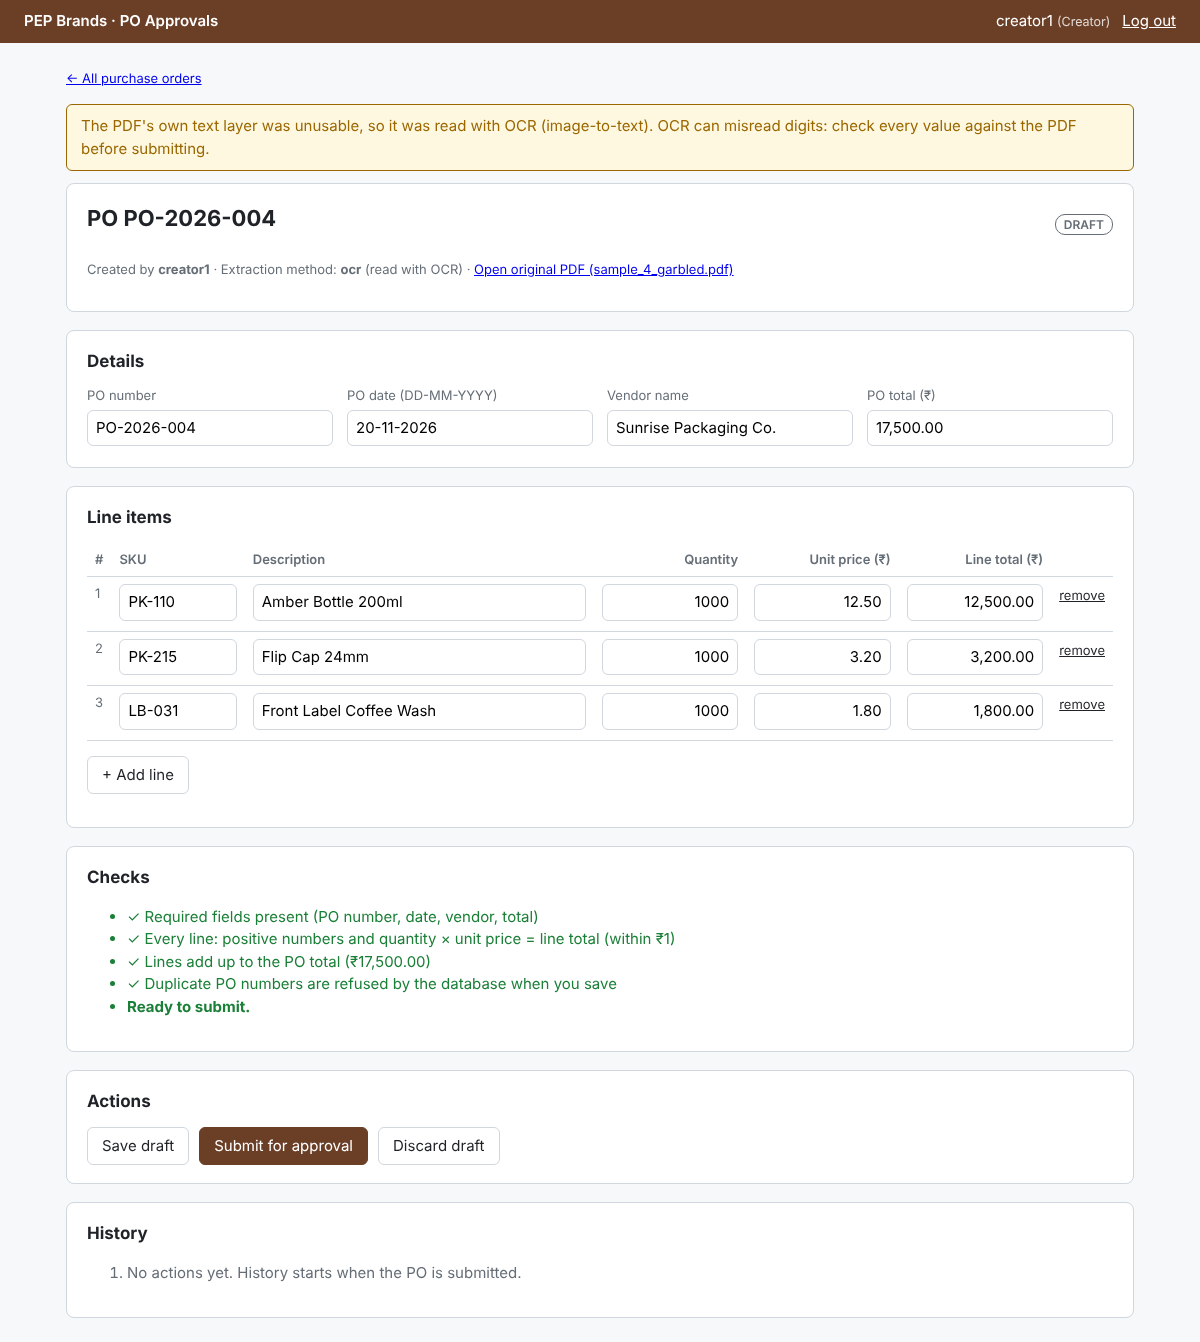 PEP Brands · PO Approvals
creator1 (Creator) Log out
← All purchase orders
The PDF's own text layer was unusable, so it was read with OCR (image-to-text). OCR can misread digits: check every value against the PDF
before submitting.
PO PO-2026-004
DRAFT
Created by creator1 · Extraction method: ocr (read with OCR) · Open original PDF (sample_4_garbled.pdf)
Details
PO number PO date (DD-MM-YYYY) Vendor name PO total (₹)
PO-2026-004 20-11-2026 Sunrise Packaging Co. 17,500.00
Line items
# SKU Description Quantity Unit price (₹) Line total (₹)
1 PK-110 Amber Bottle 200ml 1000 12.50 12,500.00 remove
2 PK-215 Flip Cap 24mm 1000 3.20 3,200.00 remove
3 LB-031 Front Label Coffee Wash 1000 1.80 1,800.00 remove
+ Add line
Checks
• ✓ Required fields present (PO number, date, vendor, total)
• ✓ Every line: positive numbers and quantity × unit price = line total (within ₹1)
• ✓ Lines add up to the PO total (₹17,500.00)
• ✓ Duplicate PO numbers are refused by the database when you save
• Ready to submit.
Actions
Save draft Submit for approval Discard draft
History
1. No actions yet. History starts when the PO is submitted.